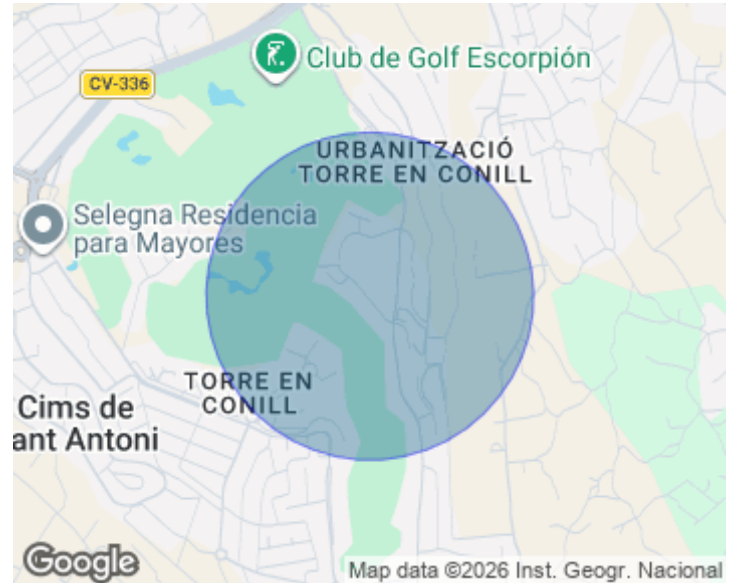 Club de Golf Escorpión
CV-336
URBANITZACIÓ
TORRE EN CONILL
Selegna Residencia
para Mayores
TORRE EN
CONILL
Cims de
ant Antoni
Google
Map data ©2026 Inst. Geogr. Nacional